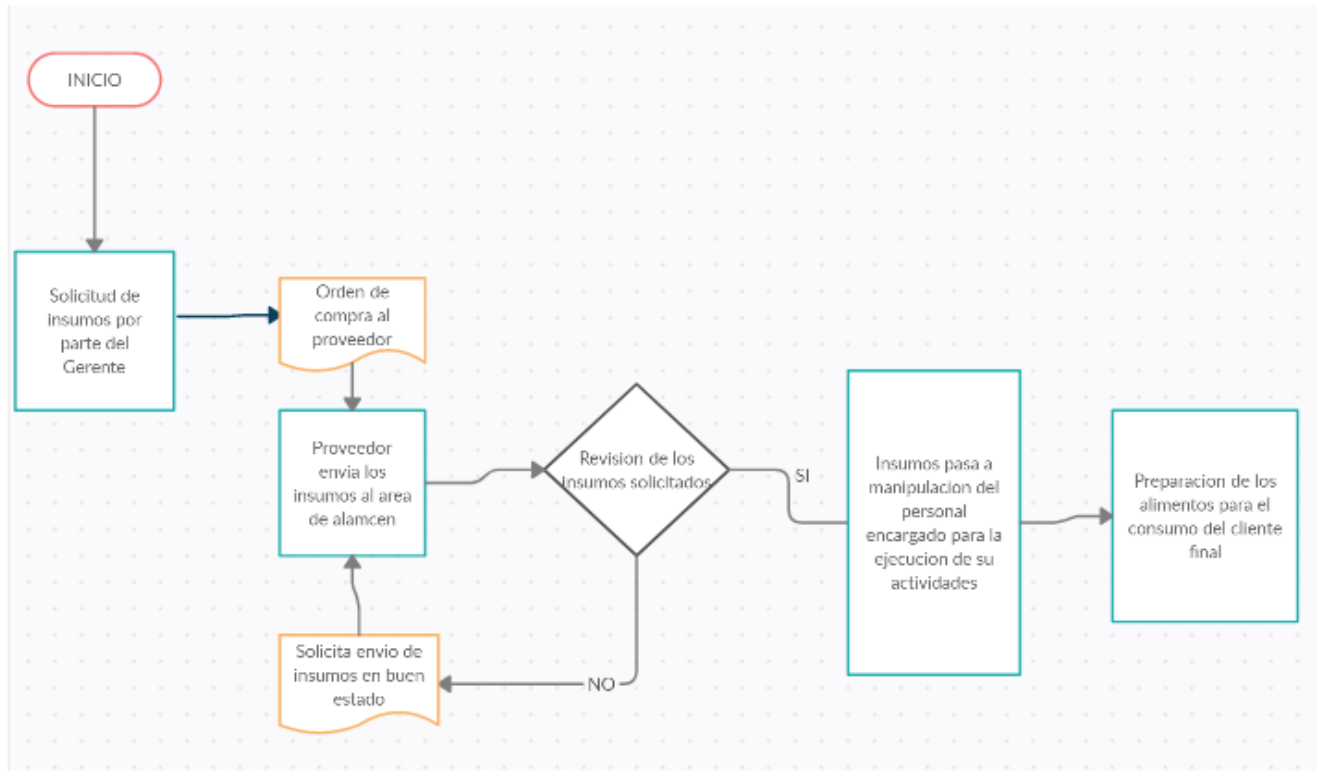 INICIO
Solicitud de
insumos por
parte del
Gerente
Orden de
compra al
proveedor
Proveedor
envia los
insumos al area
de alamcen
Revision de los
insumos solicitados
SI
NO
Solicita envio de
insumos en buen
estado
Insumos pasa a
manipulacion del
personal
encargado para la
ejecucion de su
actividades
Preparacion de los
alimentos para el
consumo del cliente
final